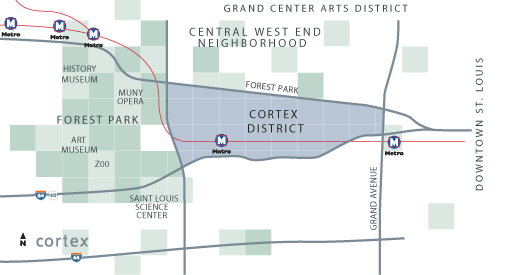 GRAND CENTER ARTS DISTRICT
CENTRAL WEST END
NEIGHBORHOOD
Metro
Metro
Metro
HISTORY
MUSEUM
MUNY
OPERA
FOREST PARK
FOREST PARK
CORTEX
DISTRICT
ART
MUSEUM
ZOO
Metro
Metro
DOWNTOWN ST. LOUIS
GRAND AVENUE
SAINT LOUIS
SCIENCE
CENTER
64
40
N
cortex
44